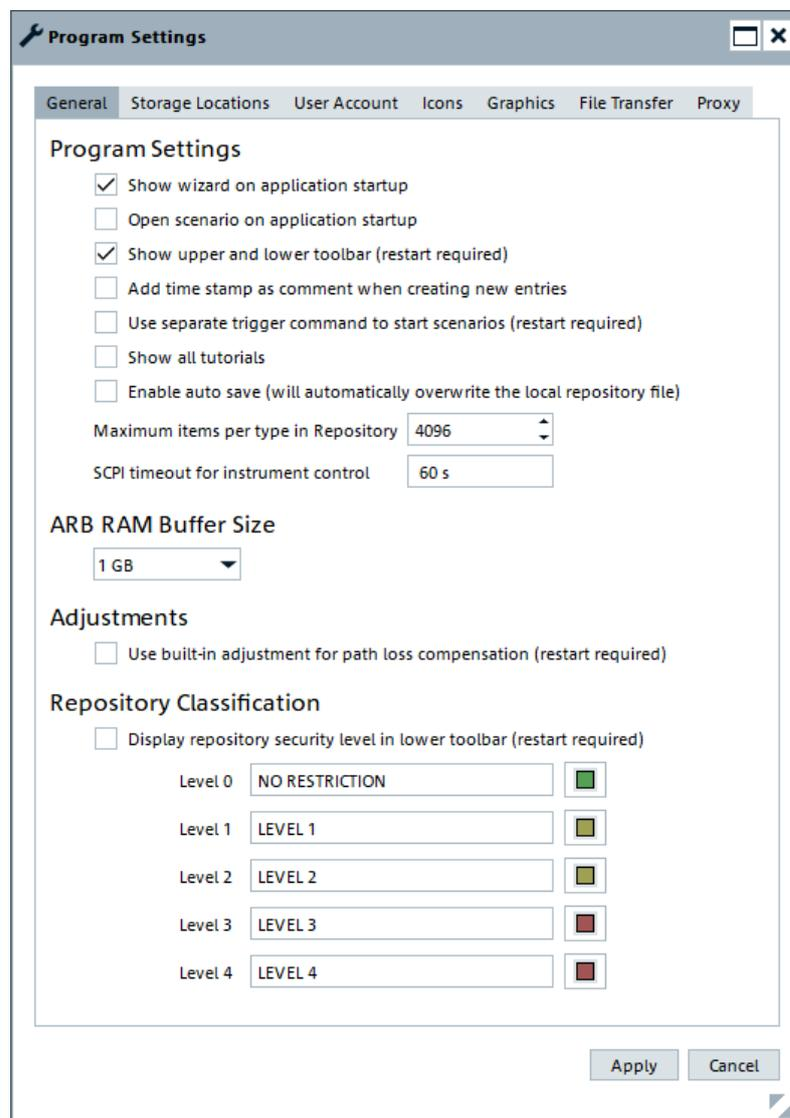 Program Settings
General Storage Locations User Account Icons Graphics File Transfer Proxy
Program Settings
Show wizard on application startup
Open scenario on application startup
Show upper and lower toolbar (restart required)
Add time stamp as comment when creating new entries
Use separate trigger command to start scenarios (restart required)
Show all tutorials
Enable auto save (will automatically overwrite the local repository file)
Maximum items per type in Repository 4096
SCPI timeout for instrument control 60 s
ARB RAM Buffer Size
1 GB
Adjustments
Use built-in adjustment for path loss compensation (restart required)
Repository Classification
Display repository security level in lower toolbar (restart required)
Level 0 NO RESTRICTION
Level 1 LEVEL 1
Level 2 LEVEL 2
Level 3 LEVEL 3
Level 4 LEVEL 4
Apply Cancel